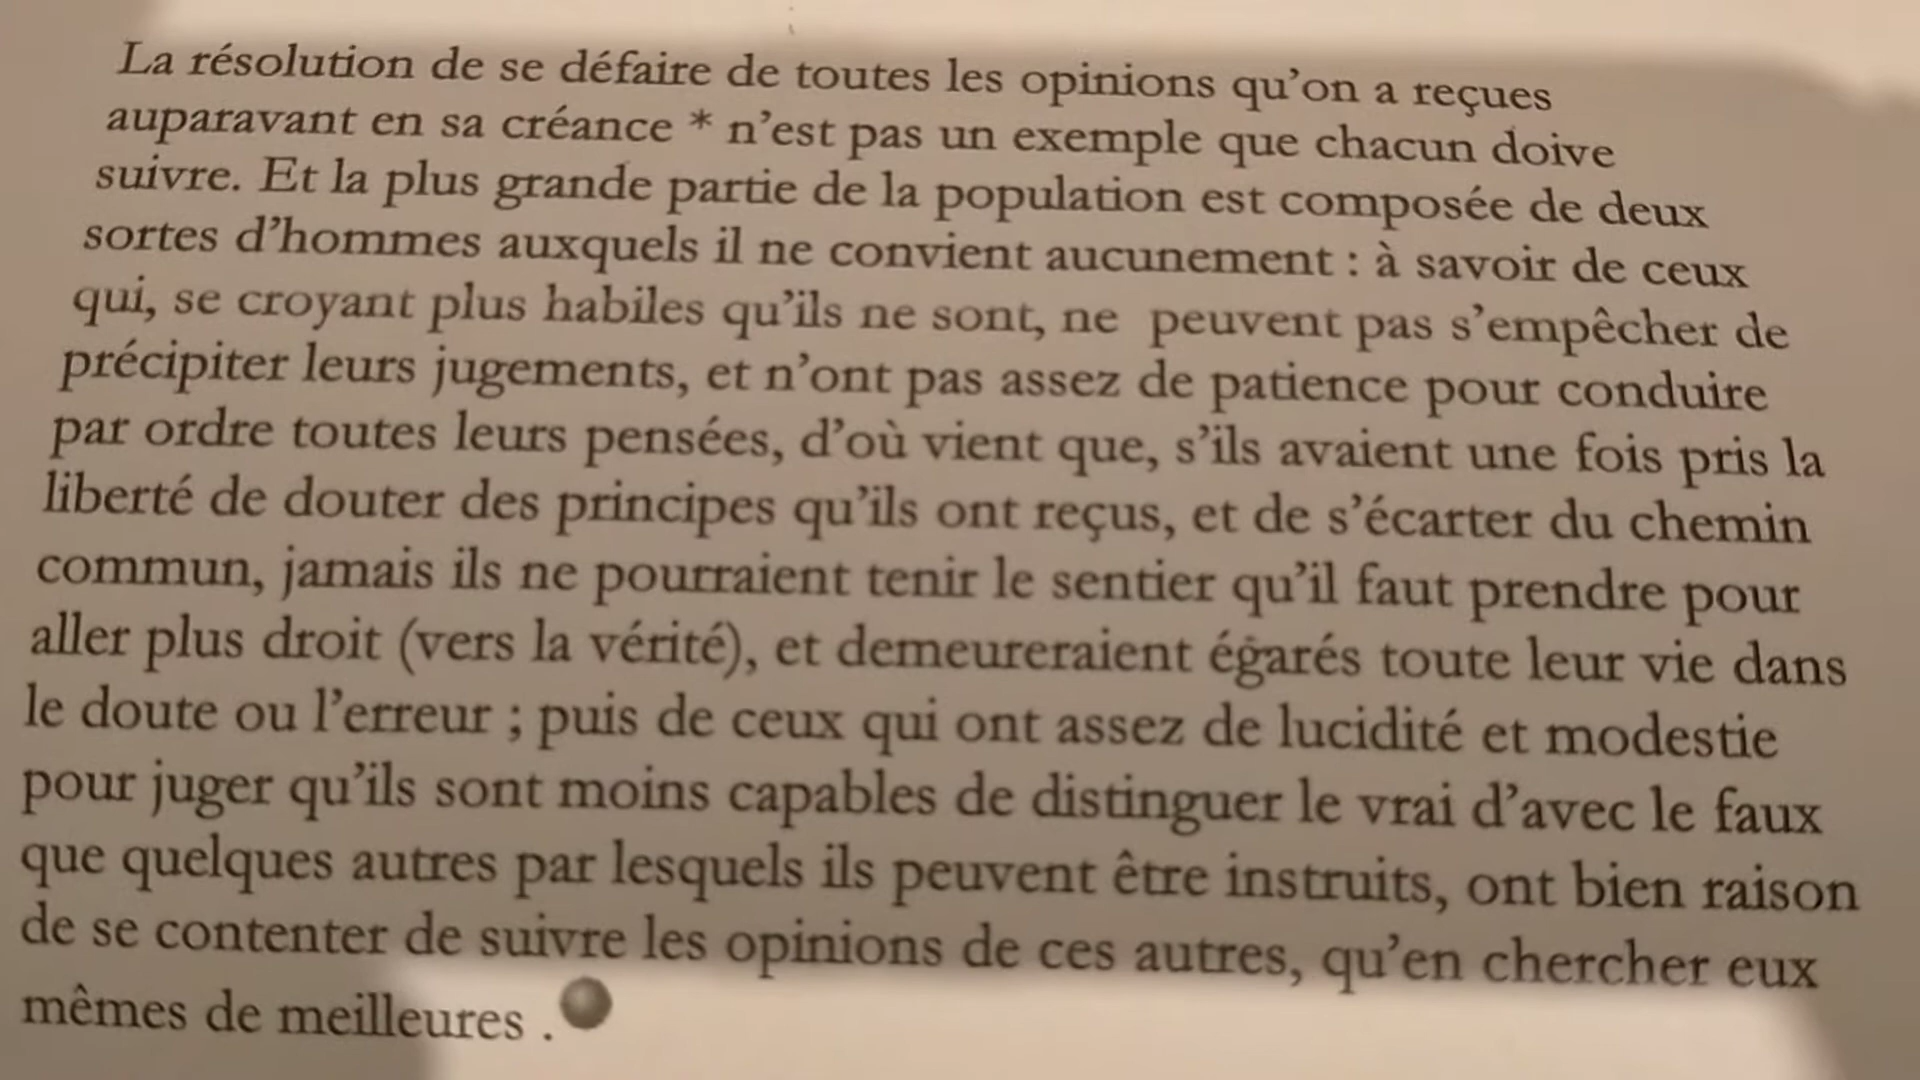 La résolution de se défaire de toutes les opinions qu'on a reçues
auparavant en sa créance * n'est pas un exemple que chacun doive
suivre. Et la plus grande partie de la population est composée de deux
sortes d'hommes auxquels il ne convient aucunement : à savoir de ceux
qui, se croyant plus habiles qu'ils ne sont, ne peuvent pas s'empêcher de
précipiter leurs jugements, et n'ont pas assez de patience pour conduire
par ordre toutes leurs pensées, d'où vient que, s'ils avaient une fois pris la
liberté de douter des principes qu'ils ont reçus, et de s'écarter du chemin
commun, jamais ils ne pourraient tenir le sentier qu'il faut prendre pour
aller plus droit (vers la vérité), et demeureraient égarés toute leur vie dans
le doute ou l'erreur ; puis de ceux qui ont assez de lucidité et modestie
pour juger qu'ils sont moins capables de distinguer le vrai d'avec le faux
que quelques autres par lesquels ils peuvent être instruits, ont bien raison
de se contenter de suivre les opinions de ces autres, qu'en chercher eux
mêmes de meilleures .